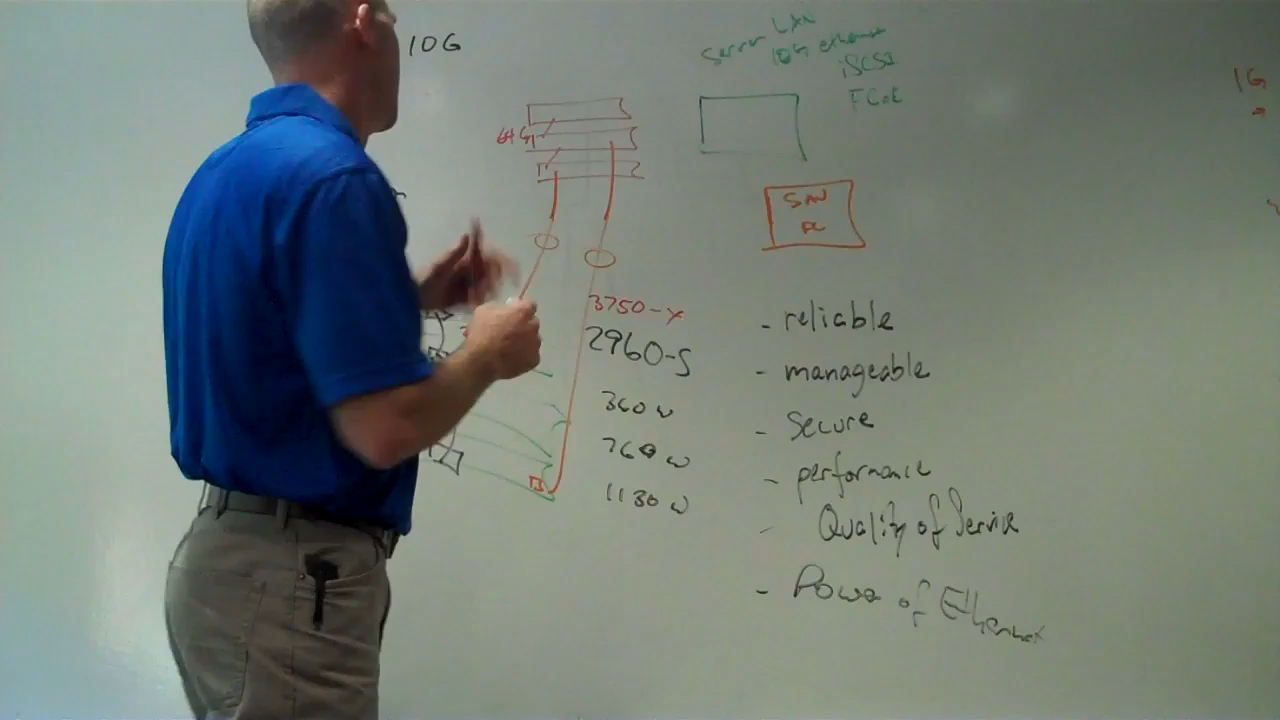 10G
Server LAN
10G ethernet
iSCSI
FCoE
1G
SAN
FC
3750-X
2960-S
360 w
760 w
1130 w
- reliable
- manageable
- Secure
- performance
- Quality of Service
- Power of Ethernet